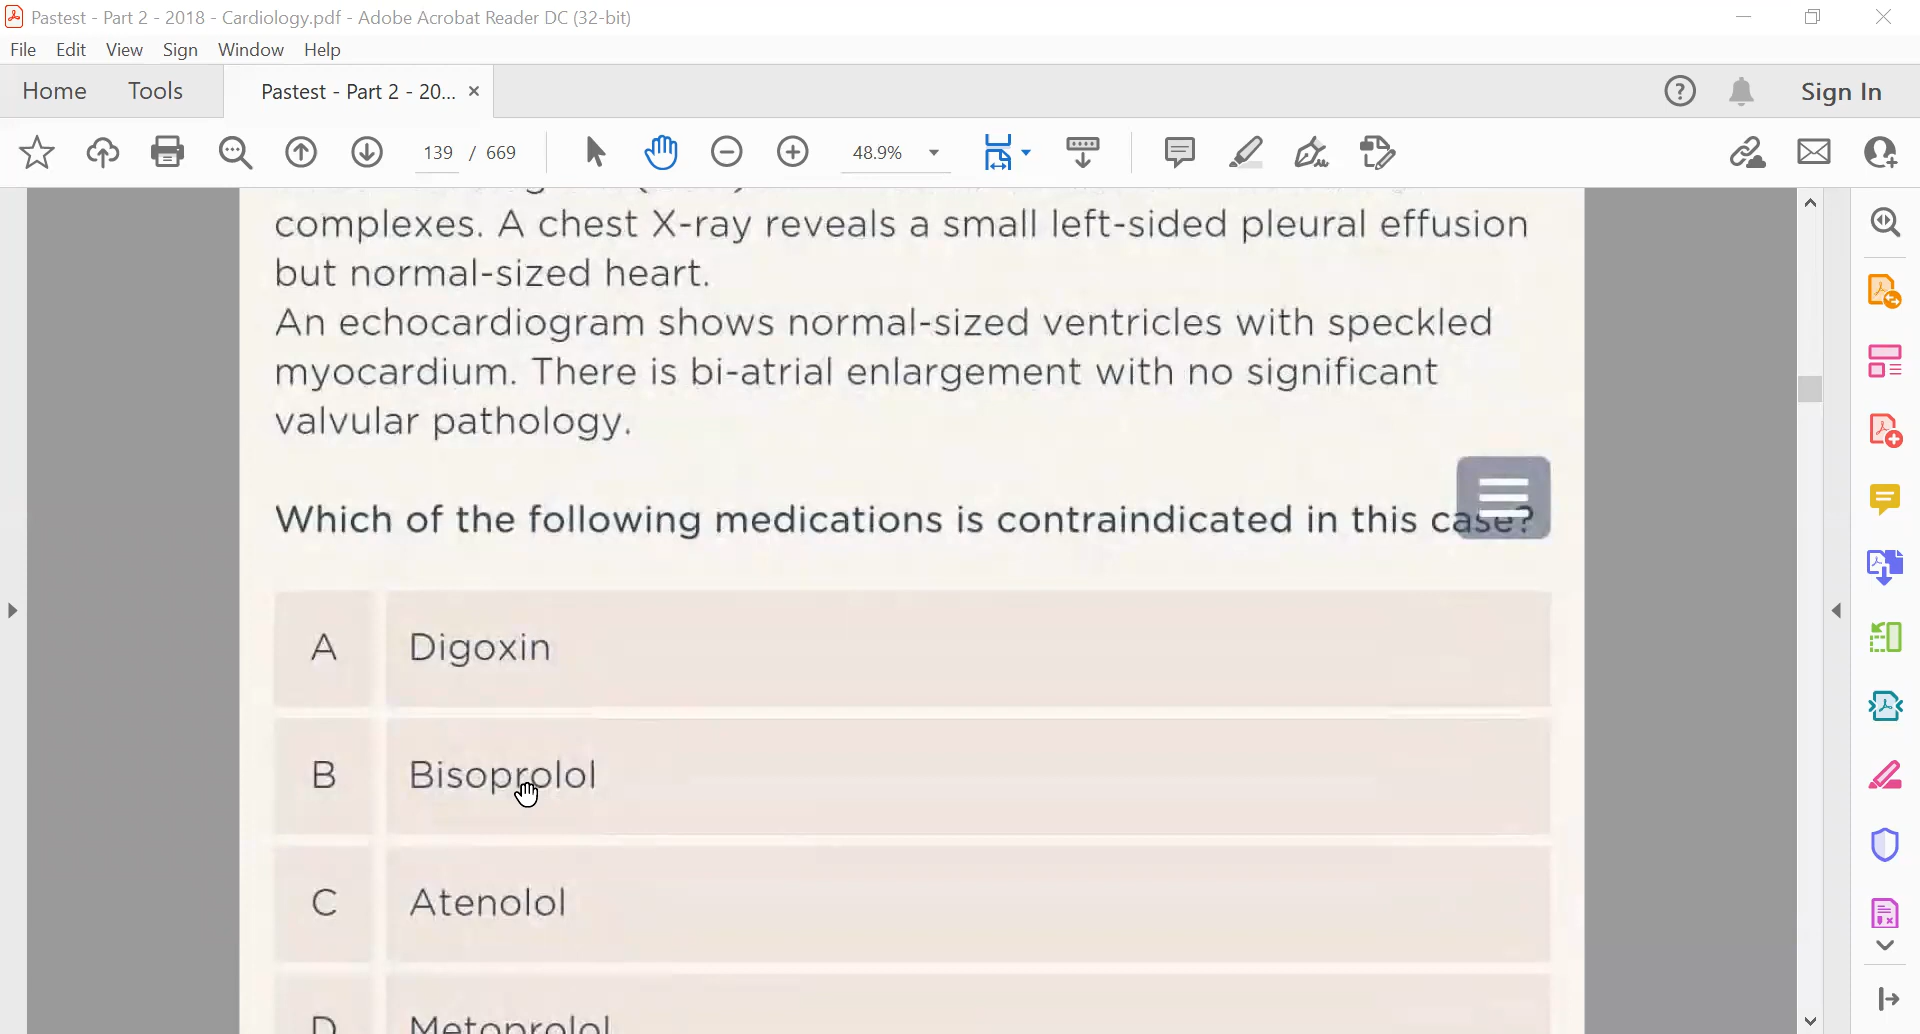 Pastest - Part 2 - 2018 - Cardiology.pdf - Adobe Acrobat Reader DC (32-bit)
File Edit View Sign Window Help
Home Tools Pastest - Part 2 - 20... × Sign In
139 / 669 48.9%
complexes. A chest X-ray reveals a small left-sided pleural effusion
but normal-sized heart.
An echocardiogram shows normal-sized ventricles with speckled
myocardium. There is bi-atrial enlargement with no significant
valvular pathology.
Which of the following medications is contraindicated in this case?
A Digoxin
B Bisoprolol
C Atenolol
D Metoprolol